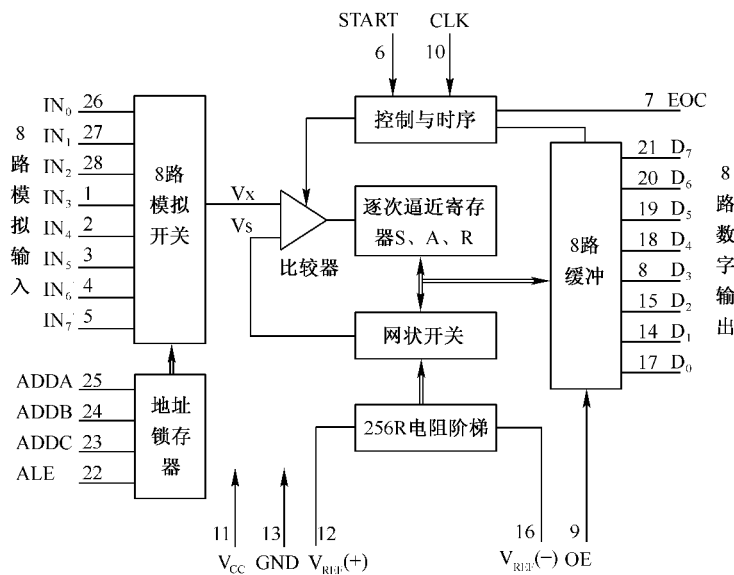 START CLK
6 10
控制与时序
7 EOC
8路模拟输入
IN₀ 26
IN₁ 27
IN₂ 28
IN₃ 1
IN₄ 2
IN₅ 3
IN₆ 4
IN₇ 5
8路
模拟
开关
VX
VS
比较器
逐次逼近寄存
器S、A、R
网状开关
256R电阻阶梯
8路
缓冲
21 D₇
20 D₆
19 D₅
18 D₄
8 D₃
15 D₂
14 D₁
17 D₀
8路数字输出
ADDA 25
ADDB 24
ADDC 23
ALE 22
地址
锁存
器
11 13 12 16 9
V_CC GND V_REF(+) V_REF(−) OE